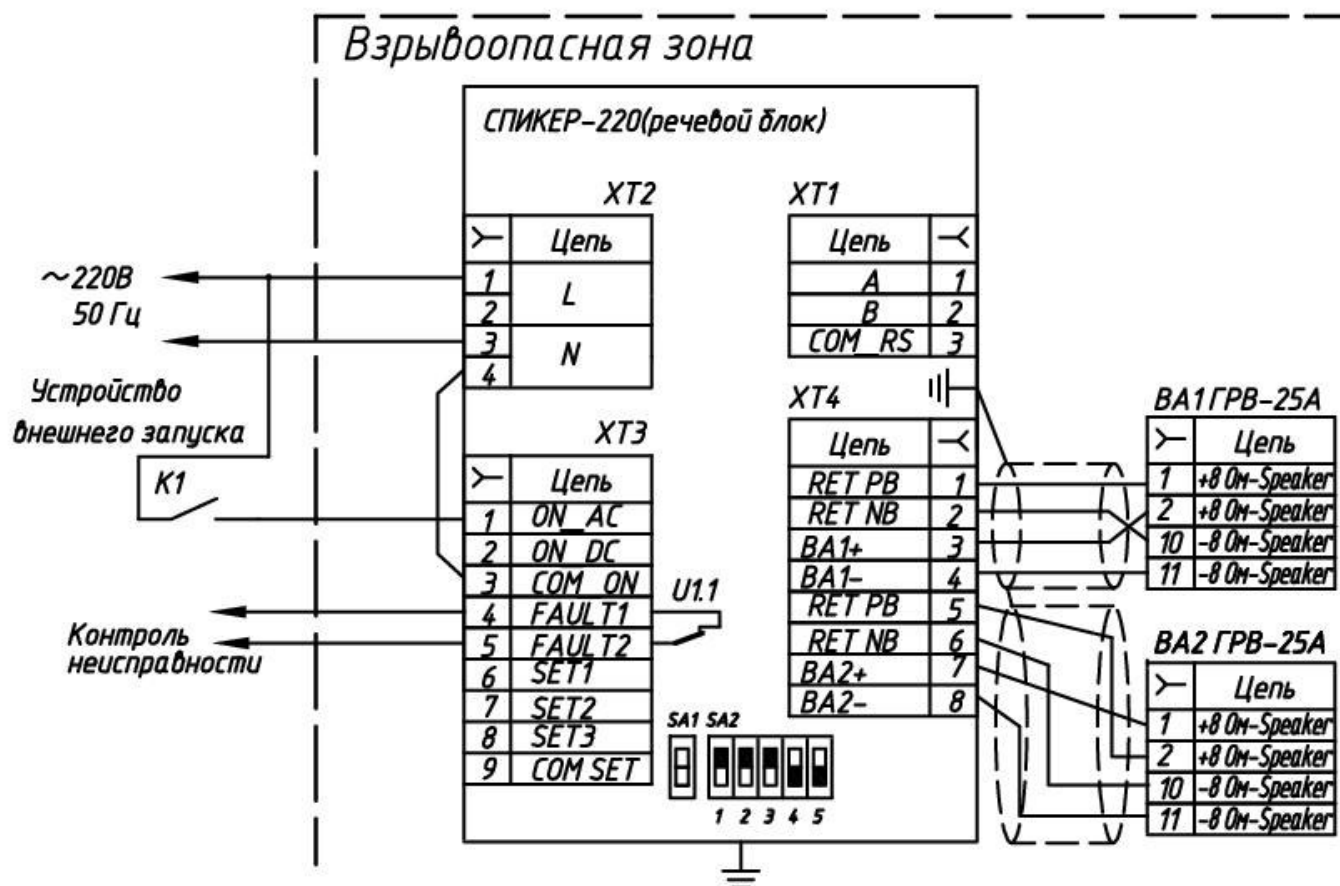 Взрывоопасная зона
СПИКЕР-220(речевой блок)
XT2
Цепь
1
L
2
3
N
4
~220В
50 Гц
Устройство
внешнего запуска
K1
XT3
Цепь
1 ON_AC
2 ON DC
3 COM ON
4 FAULT1
5 FAULT2
6 SET1
7 SET2
8 SET3
9 COM SET
Контроль
неисправности
U1.1
SA1 SA2
1 2 3 4 5
XT1
Цепь
A 1
B 2
COM_RS 3
XT4
Цепь
RET PB 1
RET NB 2
BA1+ 3
BA1- 4
RET PB 5
RET NB 6
BA2+ 7
BA2- 8
BA1 ГРВ-25А
Цепь
1 +8 Ом-Speaker
2 +8 Ом-Speaker
10 -8 Ом-Speaker
11 -8 Ом-Speaker
BA2 ГРВ-25А
Цепь
1 +8 Ом-Speaker
2 +8 Ом-Speaker
10 -8 Ом-Speaker
11 -8 Ом-Speaker